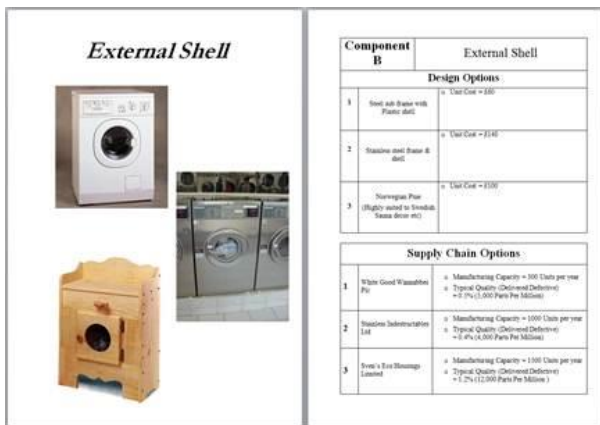 External Shell
Component
B
External Shell
Design Options
1
Steel sub frame with
Plastic shell
Unit Cost = £80
2
Stainless steel frame &
shell
Unit Cost = £140
3
Norwegian Pine
(Highly suited to Swedish
Sauna decor etc)
Unit Cost = £100
Supply Chain Options
1
White Good Wannabbes
Plc
Manufacturing Capacity = 500 Units per year
Typical Quality (Delivered Defective)
(1,000 Parts Per Million)
2
Stainless Indestructables
Ltd
Manufacturing Capacity = 1000 Units per year
Typical Quality (Delivered Defective)
= 0.4% (4,000 Parts Per Million)
3
Sven's Eco Housings
Limited
Manufacturing Capacity = 1500 Units per year
Typical Quality (Delivered Defective)
= 1.2% (12,000 Parts Per Million )